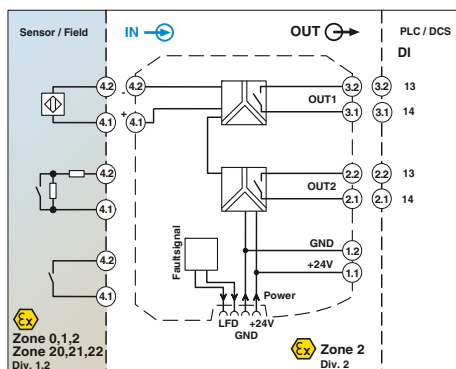 Sensor / Field
IN
OUT
PLC / DCS
DI
4.2
4.2
-
3.2
3.2
13
OUT1
4.1
+
4.1
3.1
3.1
14
4.2
2.2
2.2
13
OUT2
4.1
2.1
2.1
14
Faultsignal
GND
1.2
4.2
+24V
1.1
4.1
Power
LFD
+24V
GND
Ex
Zone 0,1,2
Zone 20,21,22
Div. 1,2
Ex
Zone 2
Div. 2